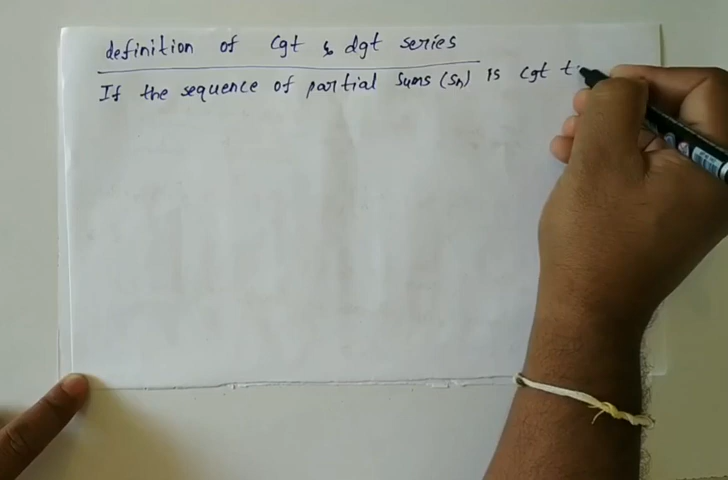 definition of Cgt & dgt series
If the sequence of partial sums (Sn) is Cgt